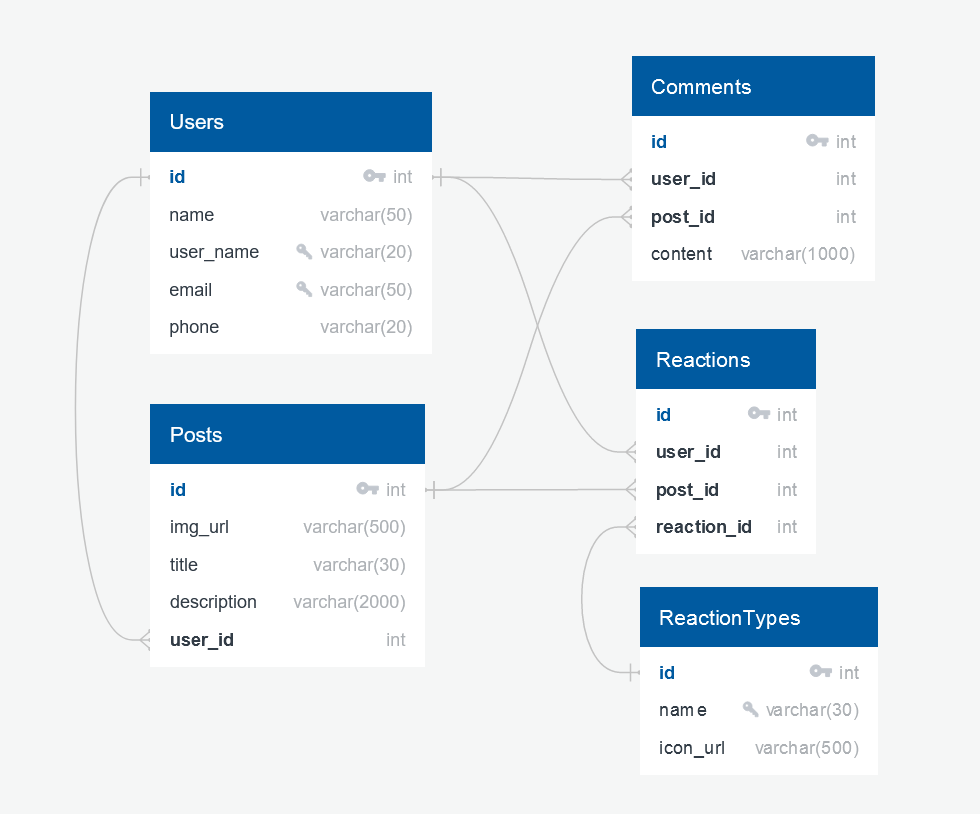 Users
id int
name varchar(50)
user_name varchar(20)
email varchar(50)
phone varchar(20)
Posts
id int
img_url varchar(500)
title varchar(30)
description varchar(2000)
user_id int
Comments
id int
user_id int
post_id int
content varchar(1000)
Reactions
id int
user_id int
post_id int
reaction_id int
ReactionTypes
id int
name varchar(30)
icon_url varchar(500)